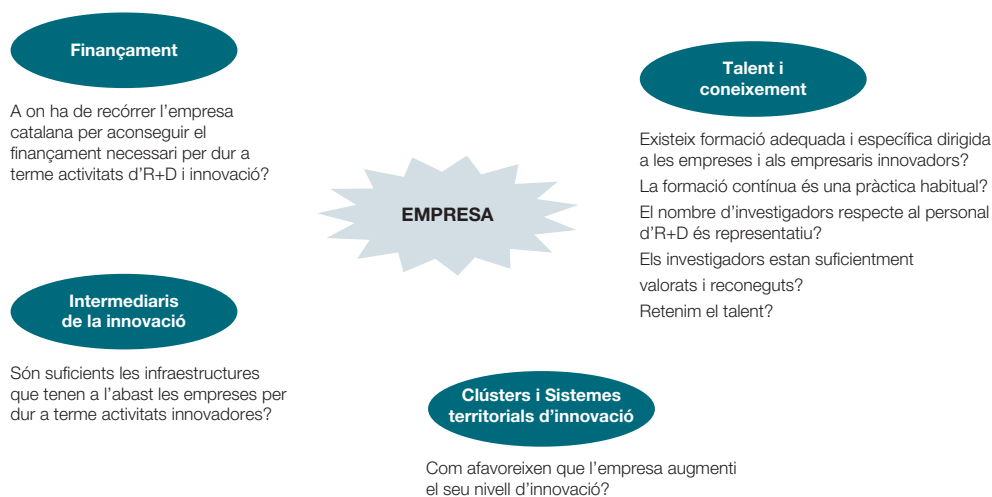 Finançament
A on ha de recórrer l’empresa
catalana per aconseguir el
finançament necessari per dur a
terme activitats d’R+D i innovació?
Talent i
coneixement
Existeix formació adequada i específica dirigida
a les empreses i als empresaris innovadors?
La formació contínua és una pràctica habitual?
El nombre d’investigadors respecte al personal
d’R+D és representatiu?
Els investigadors estan suficientment
valorats i reconeguts?
Retenim el talent?
EMPRESA
Intermediaris
de la innovació
Són suficients les infraestructures
que tenen a l’abast les empreses per
dur a terme activitats innovadores?
Clústers i Sistemes
territorials d’innovació
Com afavoreixen que l’empresa augmenti
el seu nivell d’innovació?